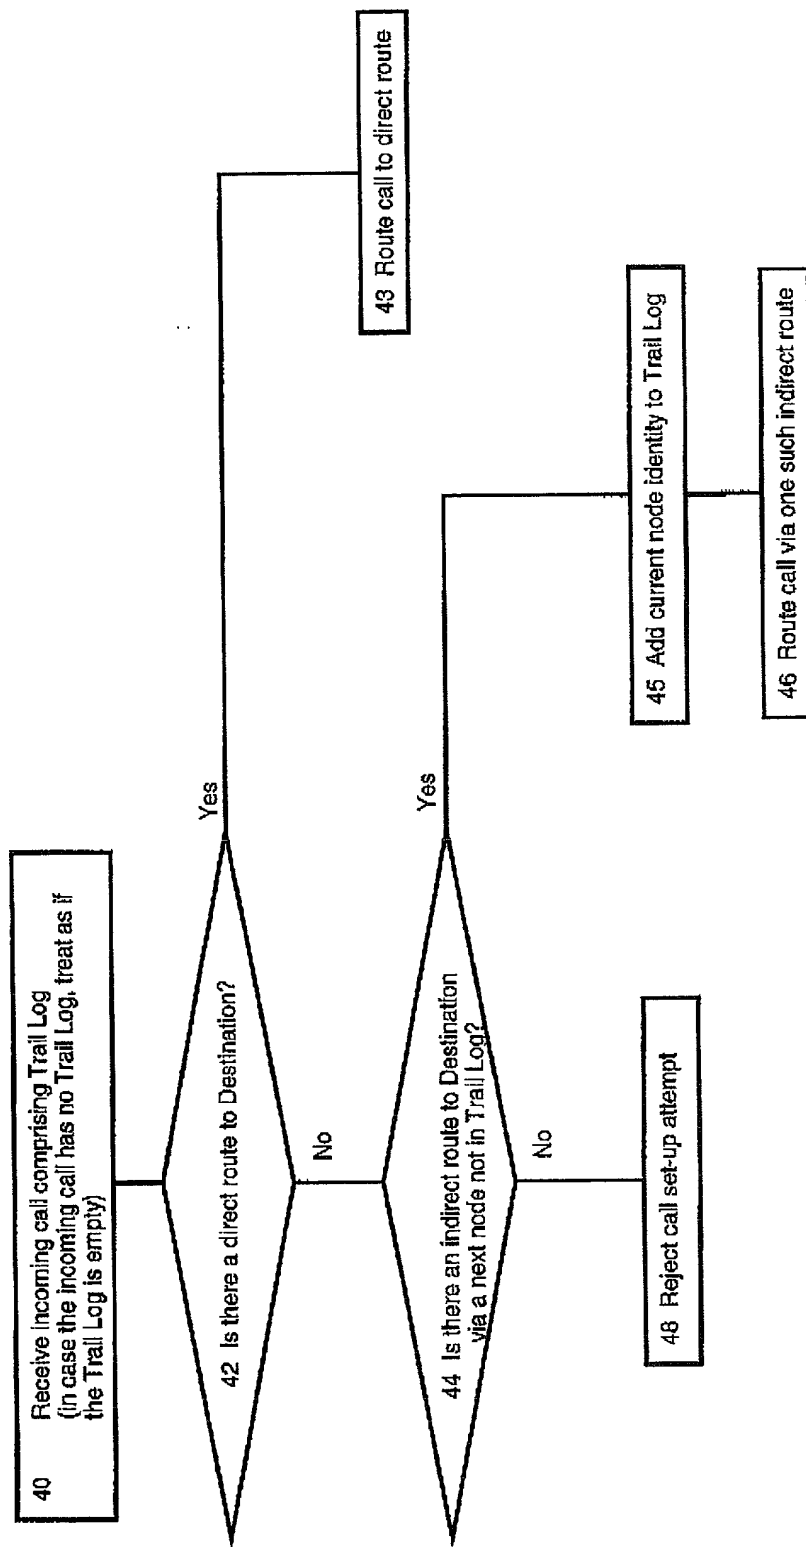 40 Receive incoming call comprising Trail Log
(in case the incoming call has no Trail Log, treat as if
the Trail Log is empty)
42 Is there a direct route to Destination?
Yes
43 Route call to direct route
No
44 Is there an indirect route to Destination
via a next node not in Trail Log?
Yes
45 Add current node identity to Trail Log
46 Route call via one such indirect route
No
48 Reject call set-up attempt